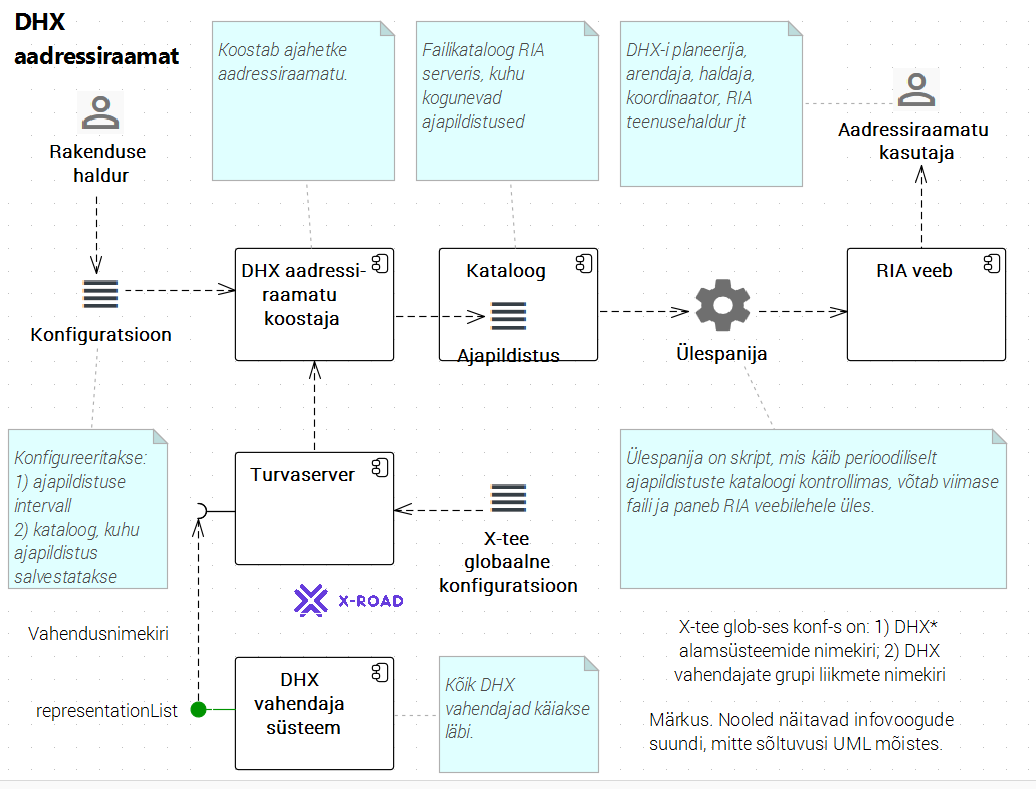 DHX
aadressiraamat
Koostab ajahetke
aadressiraamatu.
Failikataloog RIA
serveris, kuhu
kogunevad
ajapildistused
DHX-i planeerija,
arendaja, haldaja,
koordinaator, RIA
teenusehaldur jt
Rakenduse
haldur
Aadressiraamatu
kasutaja
Konfiguratsioon
DHX aadressi-
raamatu
koostaja
Kataloog
Ajapildistus
Ülespanija
RIA veeb
Konfigureeritakse:
1) ajapildistuse
intervall
2) kataloog, kuhu
ajapildistus
salvestatakse
Turvaserver
X-tee
globaalne
konfiguratsioon
Ülespanija on skript, mis käib perioodiliselt
ajapildistuste kataloogi kontrollimas, võtab viimase
faili ja paneb RIA veebilehele üles.
X-ROAD
Vahendusnimekiri
representationList
DHX
vahendaja
süsteem
Kõik DHX
vahendajad käiakse
läbi.
X-tee glob-ses konf-s on: 1) DHX*
alamsüsteemide nimekiri; 2) DHX
vahendajate grupi liikmete nimekiri
Märkus. Nooled näitavad infovoogude
suundi, mitte sõltuvusi UML mõistes.